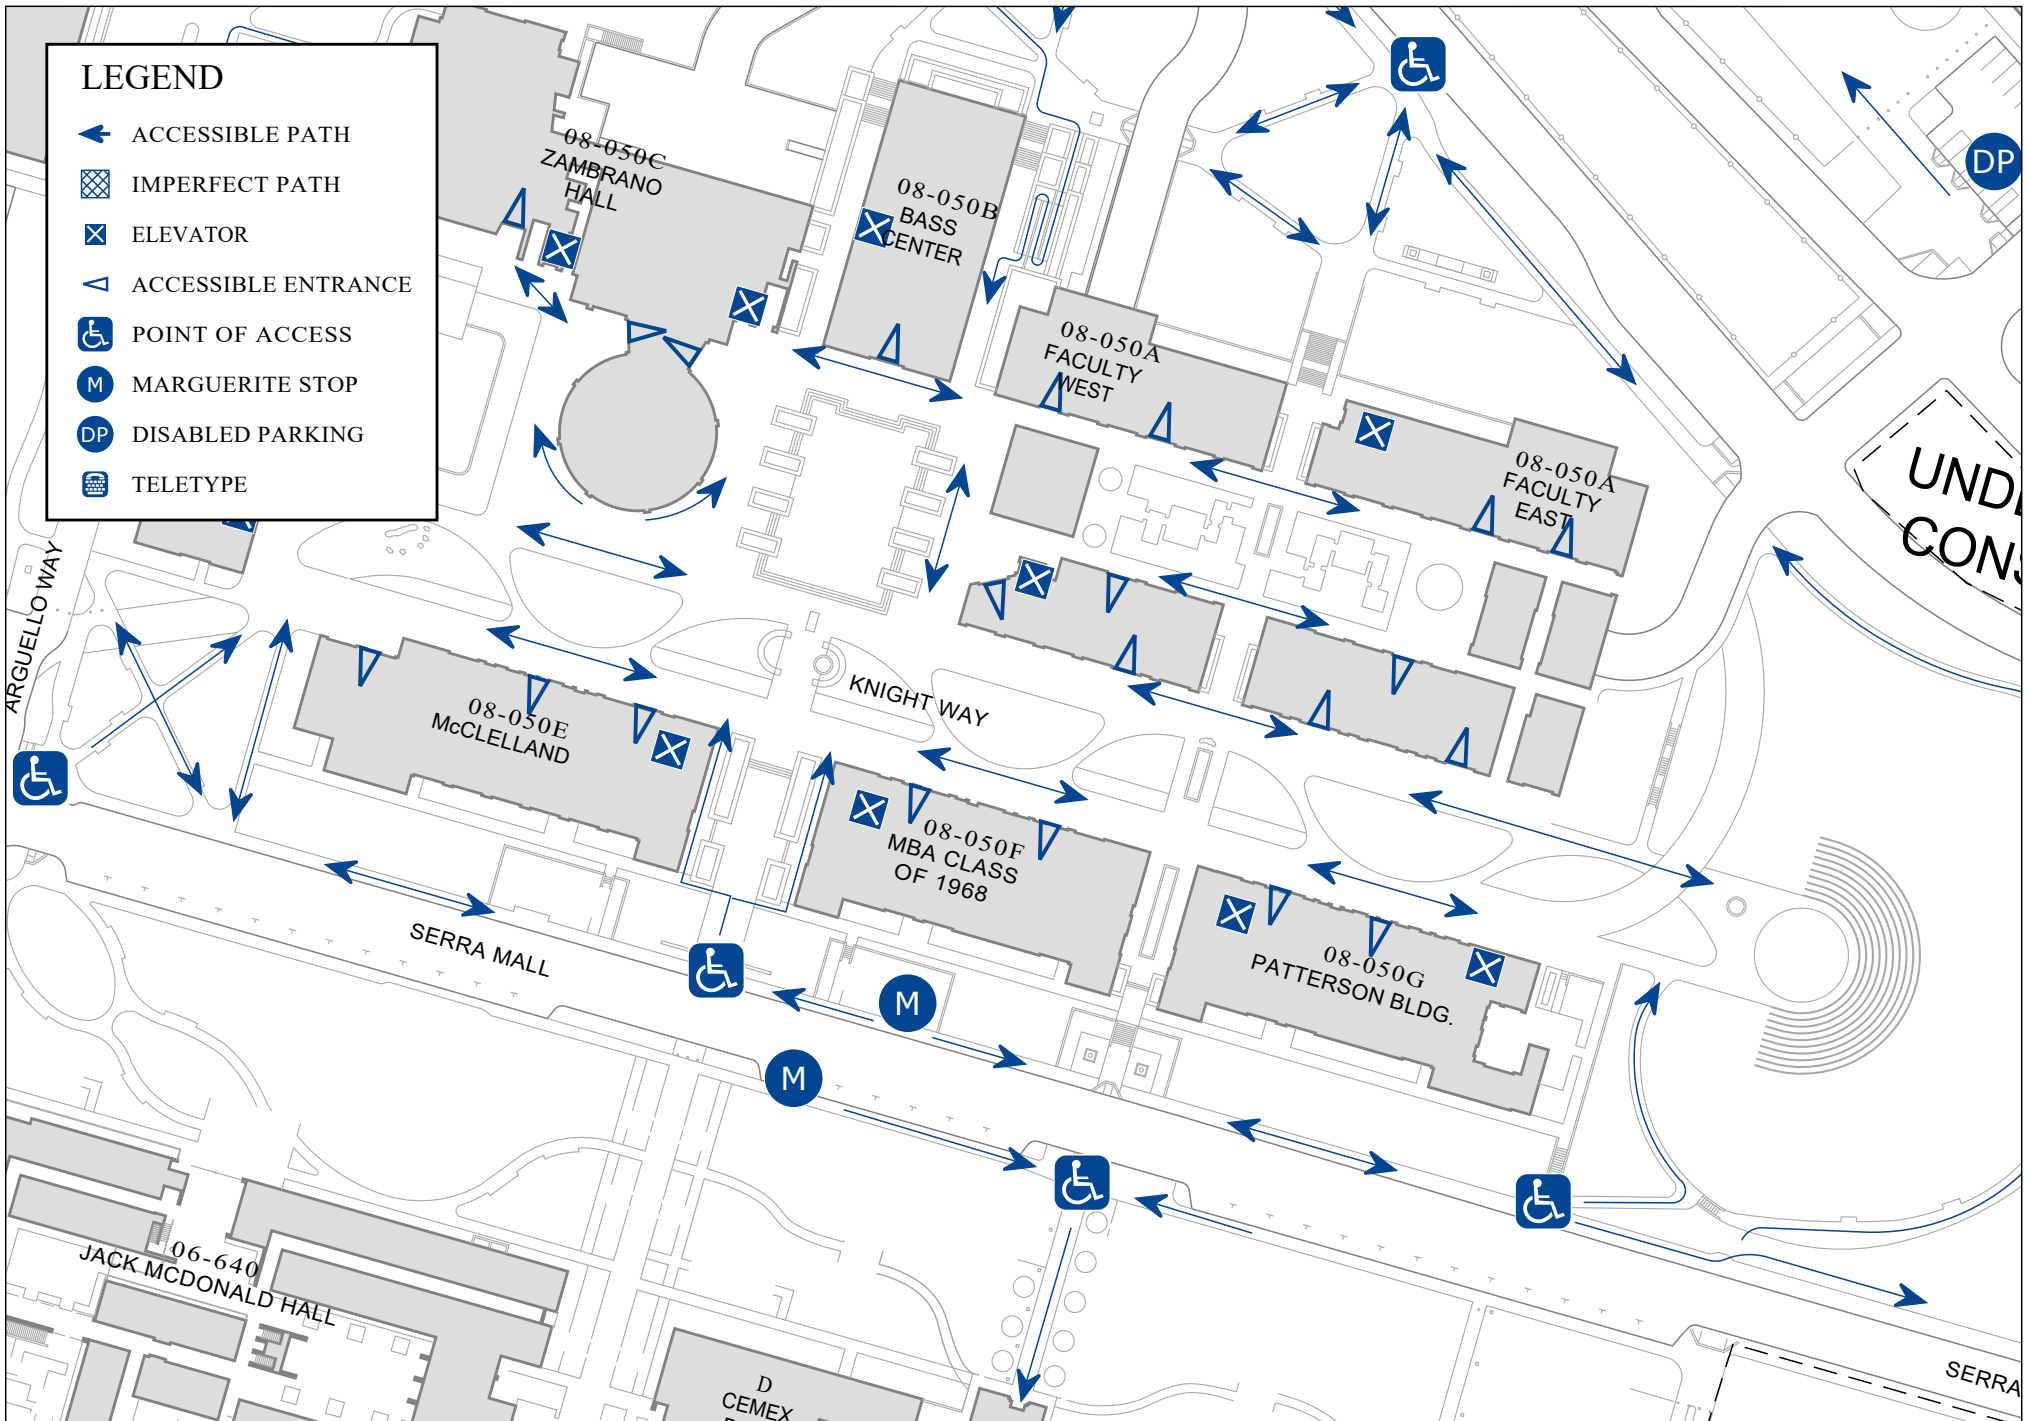 LEGEND
ACCESSIBLE PATH
IMPERFECT PATH
ELEVATOR
ACCESSIBLE ENTRANCE
POINT OF ACCESS
M
MARGUERITE STOP
DP
DISABLED PARKING
TELETYPE
08-050C
ZAMBRANO
HALL
08-050B
BASS
CENTER
DP
08-050A
FACULTY
WEST
08-050A
FACULTY
EAST
UND
CONS
ARGUELLO WAY
08-050E
McCLELLAND
KNIGHT WAY
08-050F
MBA CLASS
OF 1968
08-050G
PATTERSON BLDG.
SERRA MALL
M
M
06-640
JACK MCDONALD HALL
D
CEMEX
SERRA